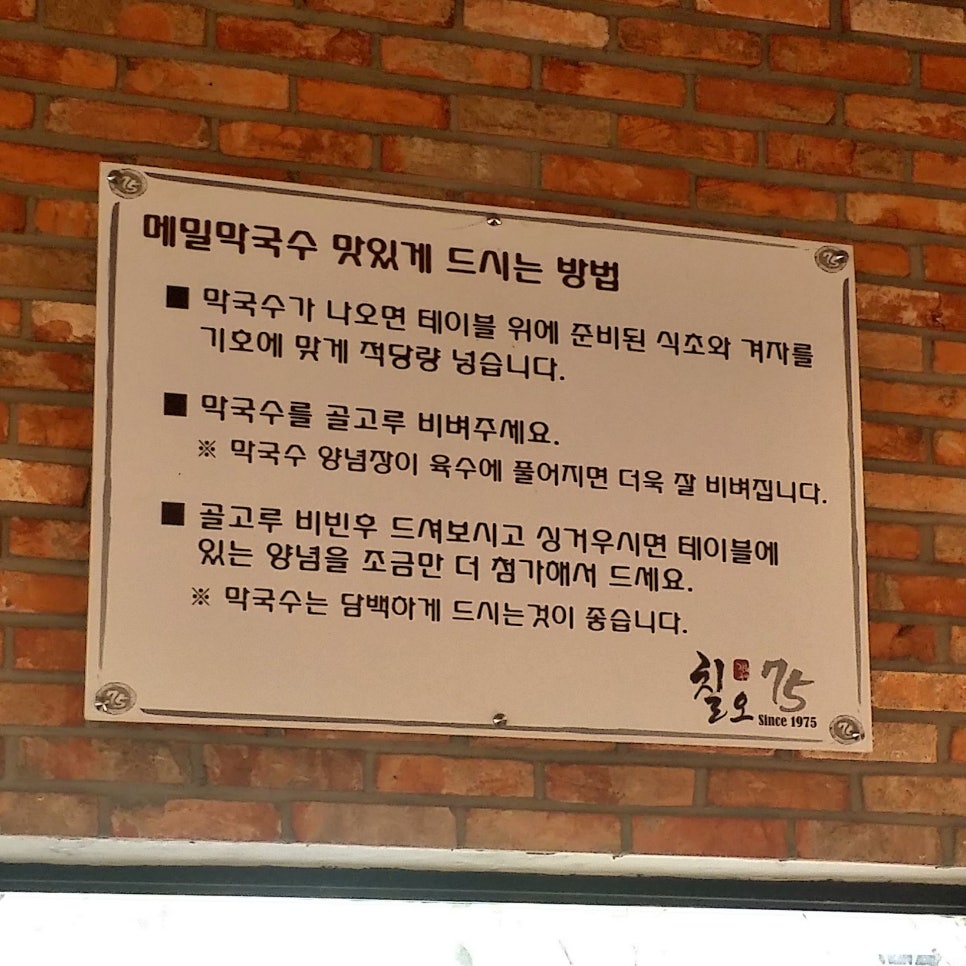 메밀막국수 맛있게 드시는 방법
■ 막국수가 나오면 테이블 위에 준비된 식초와 겨자를
기호에 맞게 적당량 넣습니다.
■ 막국수를 골고루 비벼주세요.
※ 막국수 양념장이 육수에 풀어지면 더욱 잘 비벼집니다.
■ 골고루 비빈후 드셔보시고 싱거우시면 테이블에
있는 양념을 조금만 더 첨가해서 드세요.
※ 막국수는 담백하게 드시는것이 좋습니다.
칠오 75
Since 1975
75
75
75
75